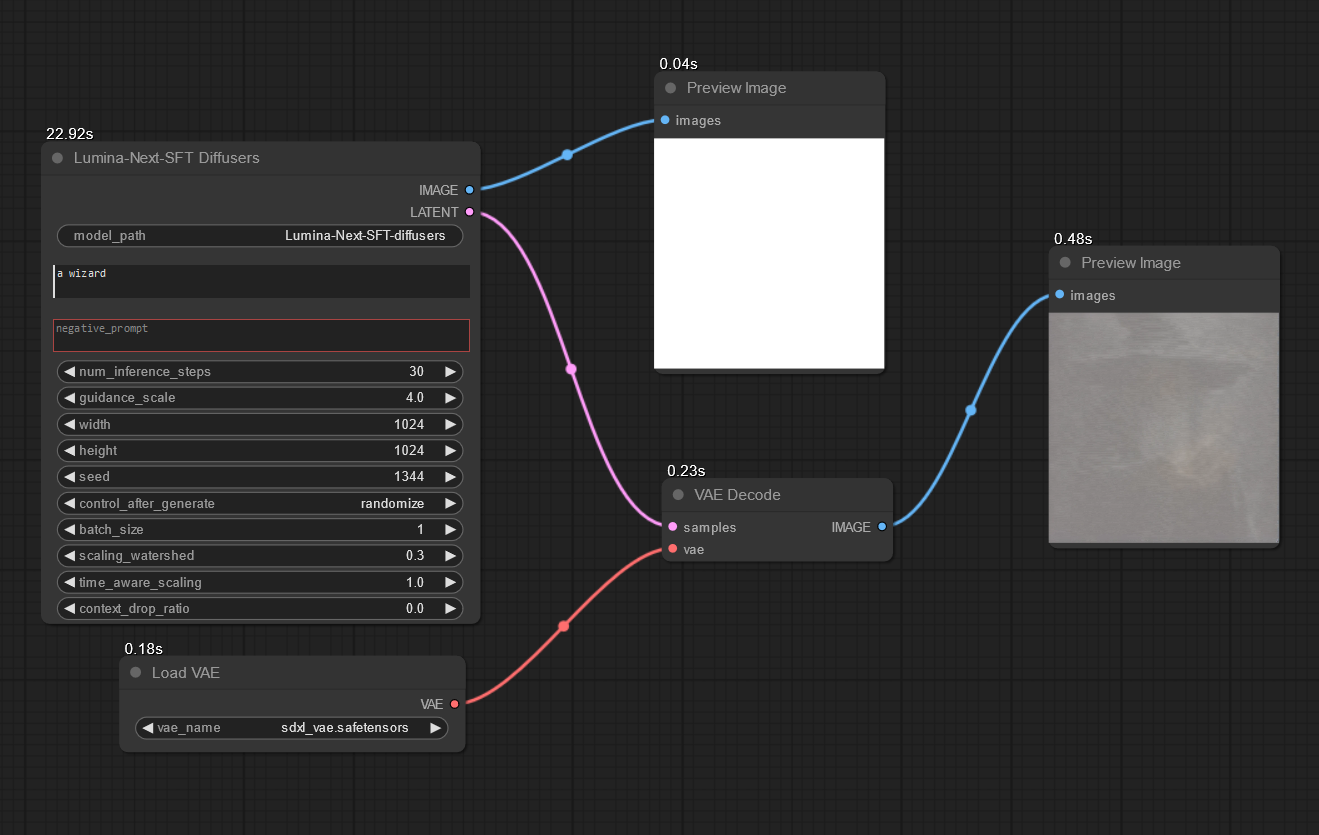 22.92s
Lumina-Next-SFT Diffusers
IMAGE
LATENT
model_path Lumina-Next-SFT-diffusers
a wizard
negative_prompt
num_inference_steps 30
guidance_scale 4.0
width 1024
height 1024
seed 1344
control_after_generate randomize
batch_size 1
scaling_watershed 0.3
time_aware_scaling 1.0
context_drop_ratio 0.0
0.18s
Load VAE
VAE
vae_name sdxl_vae.safetensors
0.04s
Preview Image
images
0.23s
VAE Decode
samples IMAGE
vae
0.48s
Preview Image
images